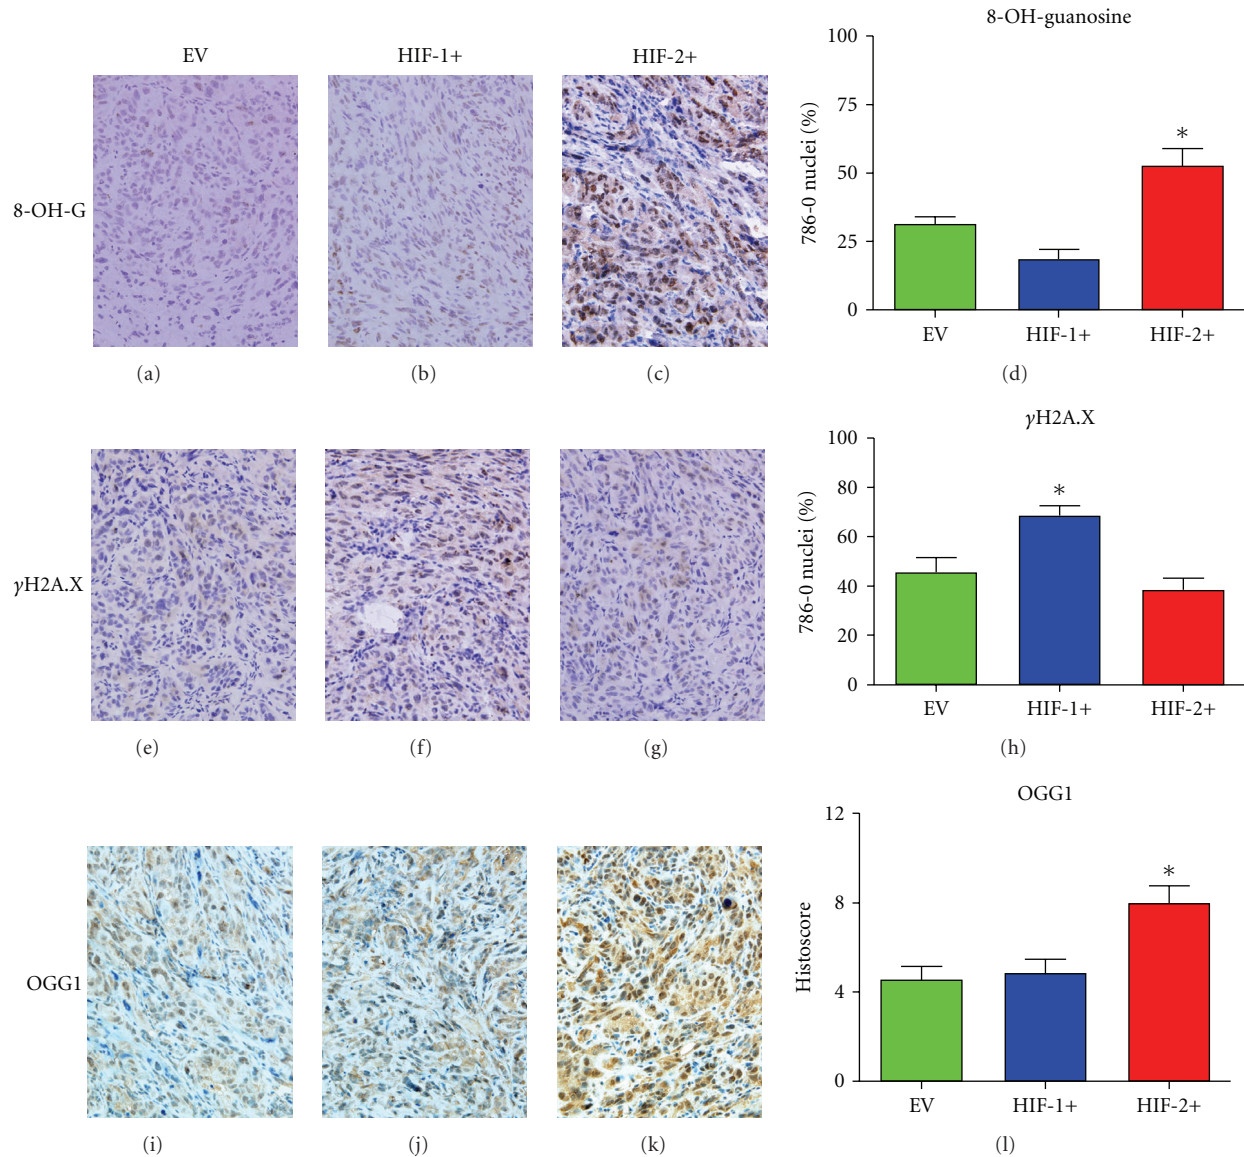 EV
HIF-1+
HIF-2+
8-OH-G
(a)
(b)
(c)
8-OH-guanosine
786-0 nuclei (%)
100
75
50
25
0
EV
HIF-1+
HIF-2+
*
(d)
γH2A.X
(e)
(f)
(g)
γH2A.X
786-0 nuclei (%)
100
80
60
40
20
0
EV
HIF-1+
HIF-2+
*
(h)
OGG1
(i)
(j)
(k)
OGG1
Histoscore
12
8
4
0
EV
HIF-1+
HIF-2+
*
(l)